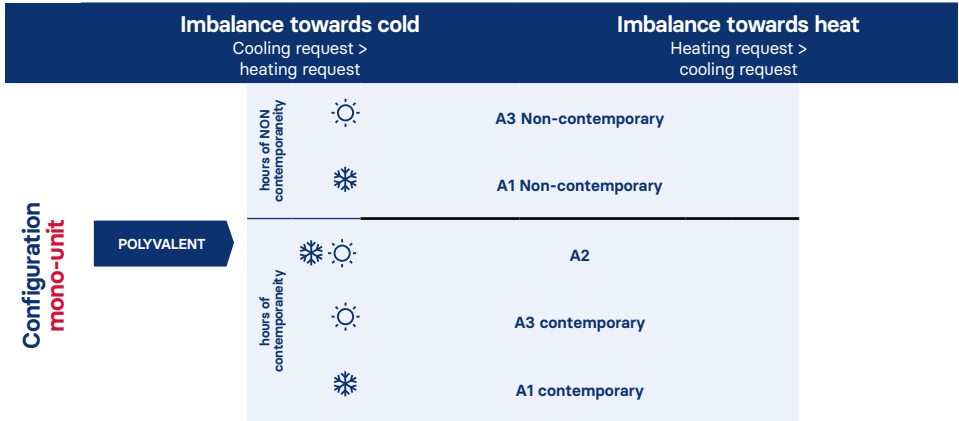 Imbalance towards cold
Cooling request >
heating request
Imbalance towards heat
Heating request >
cooling request
Configuration
mono-unit
POLYVALENT
hours of NON
contemporaneity
A3 Non-contemporary
A1 Non-contemporary
hours of
contemporaneity
A2
A3 contemporary
A1 contemporary